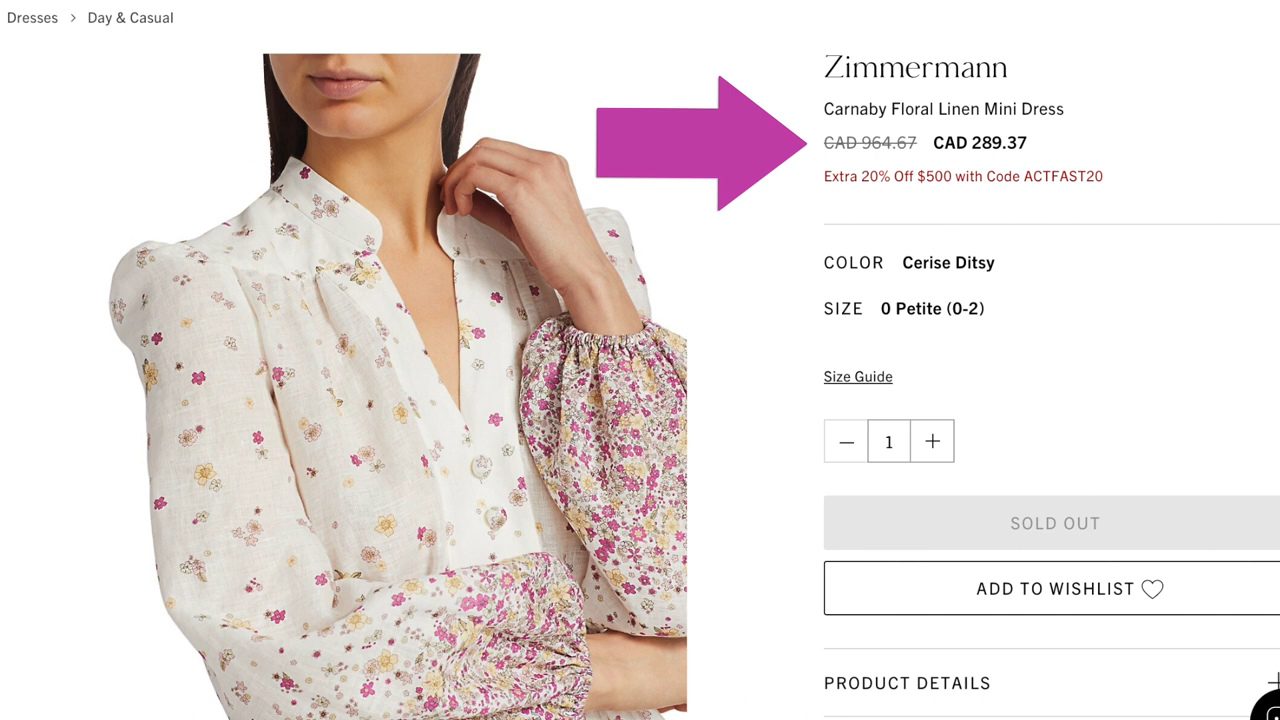 Dresses > Day & Casual
Zimmermann
Carnaby Floral Linen Mini Dress
CAD 964.67 CAD 289.37
Extra 20% Off $500 with Code ACTFAST20
COLOR Cerise Ditsy
SIZE 0 Petite (0-2)
Size Guide
— 1 +
SOLD OUT
ADD TO WISHLIST
PRODUCT DETAILS +